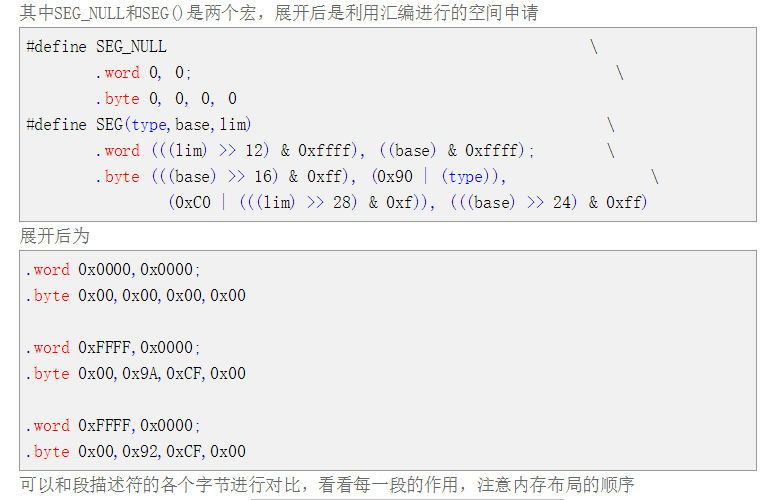 其中SEG_NULL和SEG()是两个宏，展开后是利用汇编进行的空间申请
#define SEG_NULL \
.word 0, 0; \
.byte 0, 0, 0, 0
#define SEG(type,base,lim) \
.word (((lim) >> 12) & 0xffff), ((base) & 0xffff); \
.byte (((base) >> 16) & 0xff), (0x90 | (type)), \
(0xC0 | (((lim) >> 28) & 0xf)), (((base) >> 24) & 0xff)
展开后为
.word 0x0000,0x0000;
.byte 0x00,0x00,0x00,0x00
.word 0xFFFF,0x0000;
.byte 0x00,0x9A,0xCF,0x00
.word 0xFFFF,0x0000;
.byte 0x00,0x92,0xCF,0x00
可以和段描述符的各个字节进行对比，看看每一段的作用，注意内存布局的顺序